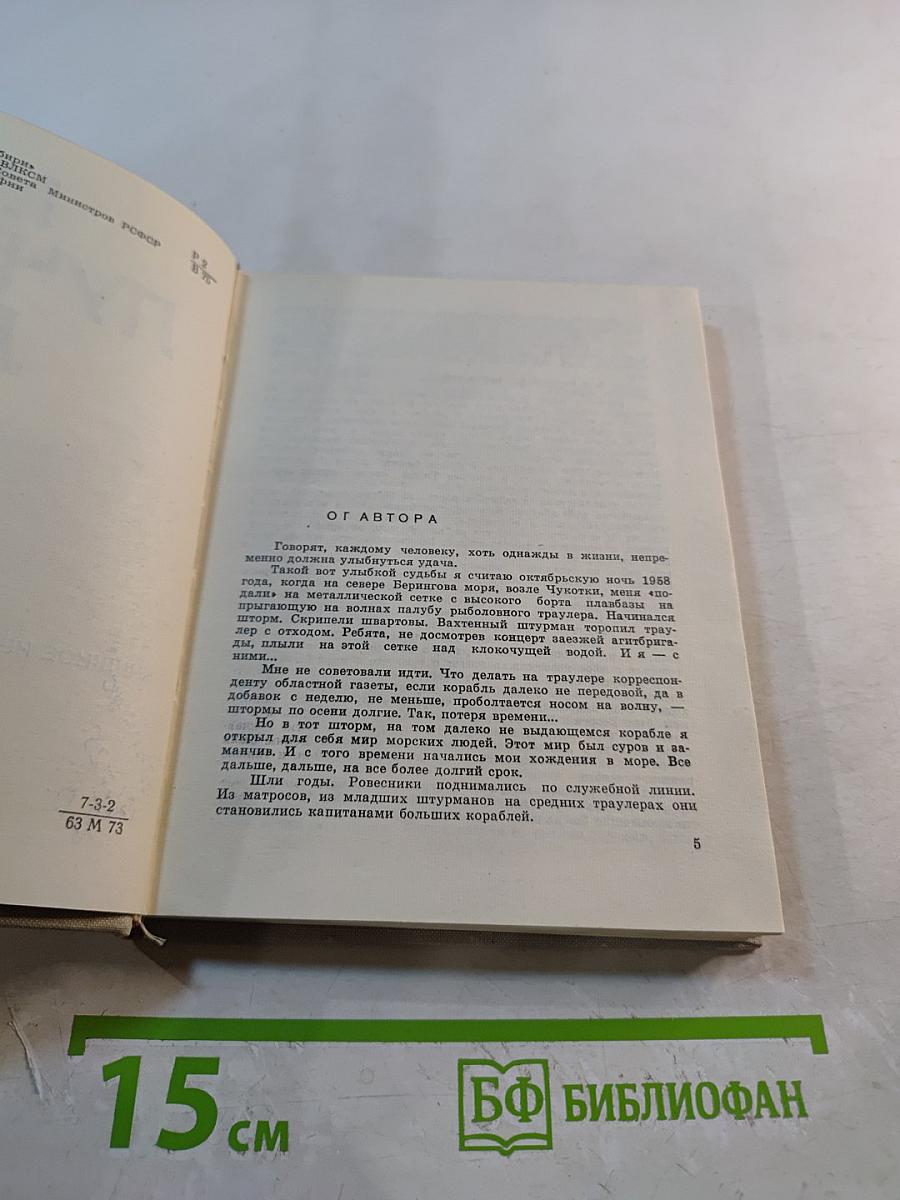 бири»
ВЛКСМ
Совета Министров РСФСР
Р 2
В 75
7-3-2
63 М 73
ОГ АВТОРА
Говорят, каждому человеку, хоть однажды в жизни, непре-
менно должна улыбнуться удача.
Такой вот улыбкой судьбы я считаю октябрьскую ночь 1958
года, когда на севере Берингова моря, возле Чукотки, меня «по-
дали» на металлической сетке с высокого борта плавбазы на
прыгающую на волнах палубу рыболовного траулера. Начинался
шторм. Скрипели швартовы. Вахтенный штурман торопил трау-
лер с отходом. Ребята, не досмотрев концерт заезжей агитбрига-
ды, плыли на этой сетке над клокочущей водой. И я — с
ними...
Мне не советовали идти. Что делать на траулере корреспон-
денту областной газеты, если корабль далеко не передовой, да в
добавок с неделю, не меньше, проболтается носом на волну, —
штормы по осени долгие. Так, потеря времени...
Но в тот шторм, на том далеко не выдающемся корабле я
открыл для себя мир морских людей. Этот мир был суров и за-
манчив. И с того времени начались мои хождения в море. Все
дальше, дальше, на все более долгий срок.
Шли годы. Ровесники поднимались по служебной линии.
Из матросов, из младших штурманов на средних траулерах они
становились капитанами больших кораблей.
5
15 см
БФ БИБЛИОФАН